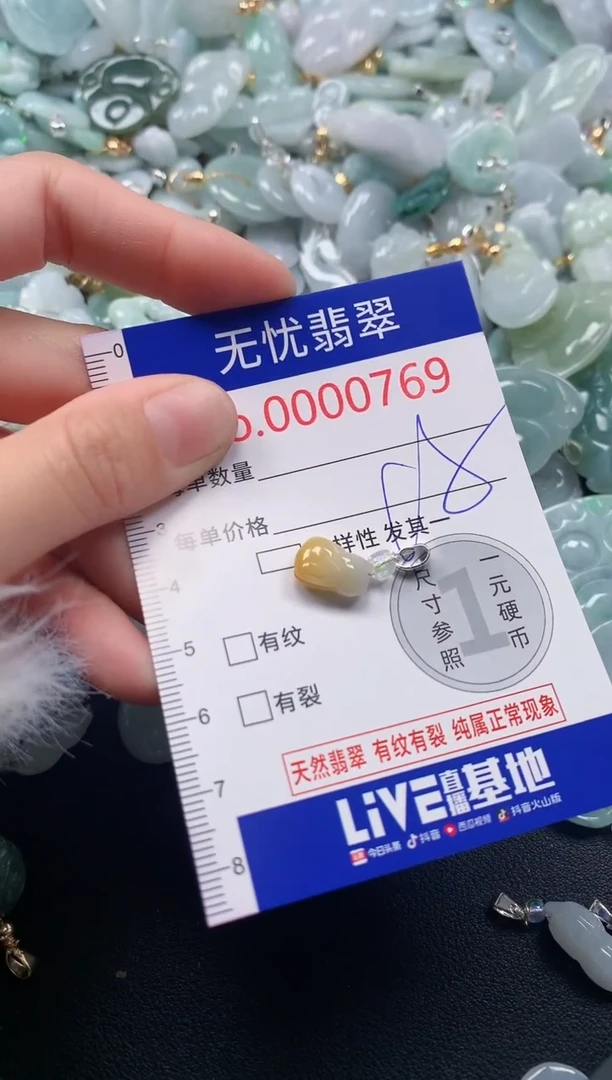 0
无忧翡翠
o.0000769
单数量
3
每单价格
样性 发其一
4
一元硬币
尺寸参照
1
5
有纹
6
有裂
天然翡翠 有纹有裂 纯属正常现象
7
LiVE直播基地
今日头条 抖音 西瓜视频 抖音火山版
8